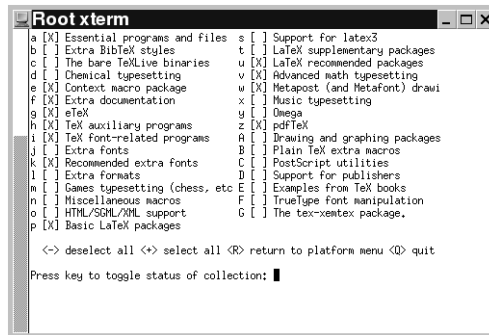 Root xterm
a [X] Essential programs and files s [ ] Support for latex3
b [ ] Extra BibTeX styles t [ ] LaTeX supplementary packages
c [ ] The bare TeXLive binaries u [X] LaTeX recommended packages
d [ ] Chemical typesetting v [X] Advanced math typesetting
e [X] Context macro package w [X] Metapost (and Metafont) drawi
f [X] Extra documentation x [ ] Music typesetting
g [X] eTeX y [ ] Omega
h [X] TeX auxiliary programs z [X] pdfTeX
i [X] TeX font-related programs A [ ] Drawing and graphing packages
j [ ] Extra fonts B [ ] Plain TeX extra macros
k [X] Recommended extra fonts C [ ] PostScript utilities
l [ ] Extra formats D [ ] Support for publishers
m [ ] Games typesetting (chess, etc E [ ] Examples from TeX books
n [ ] Miscellaneous macros F [ ] TrueType font manipulation
o [ ] HTML/SGML/XML support G [ ] The tex-xemtex package.
p [X] Basic LaTeX packages
<-> deselect all <+> select all <R> return to platform menu <Q> quit
Press key to toggle status of collection: